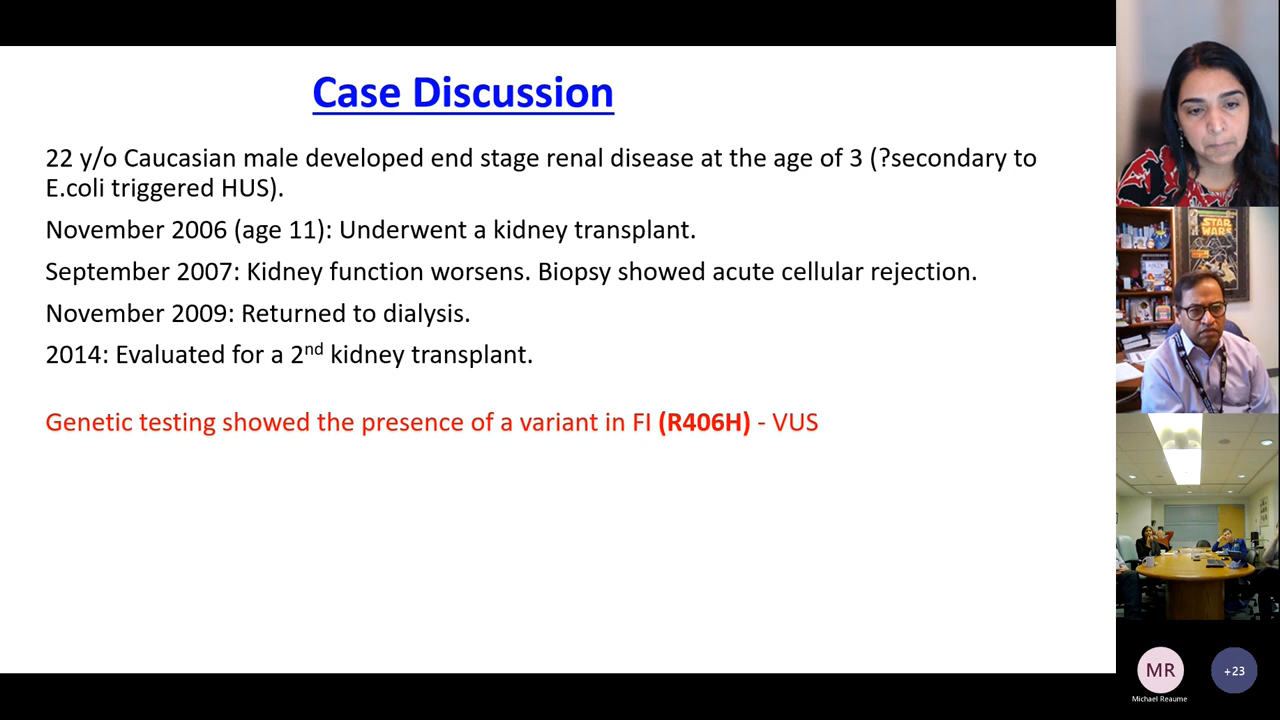 Case Discussion
22 y/o Caucasian male developed end stage renal disease at the age of 3 (?secondary to
E.coli triggered HUS).
November 2006 (age 11): Underwent a kidney transplant.
September 2007: Kidney function worsens. Biopsy showed acute cellular rejection.
November 2009: Returned to dialysis.
2014: Evaluated for a 2nd kidney transplant.
Genetic testing showed the presence of a variant in FI (R406H) - VUS
STAR
WARS
MR
+23
Michael Reaume